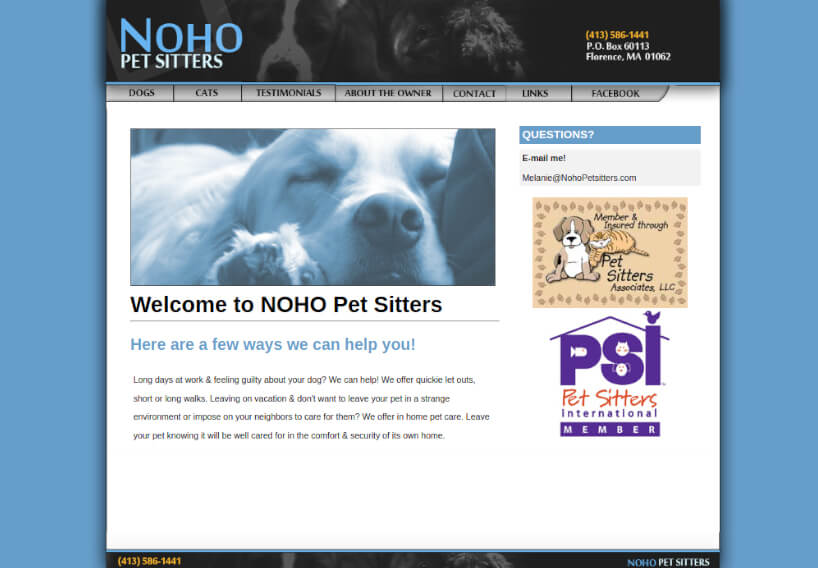 NOHO
PET SITTERS
(413) 586-1441
P.O. Box 60113
Florence, MA 01062
DOGS CATS TESTIMONIALS ABOUT THE OWNER CONTACT LINKS FACEBOOK
Welcome to NOHO Pet Sitters
Here are a few ways we can help you!
Long days at work & feeling guilty about your dog? We can help! We offer quickie let outs,
short or long walks. Leaving on vacation & don't want to leave your pet in a strange
environment or impose on your neighbors to care for them? We offer in home pet care. Leave
your pet knowing it will be well cared for in the comfort & security of its own home.
QUESTIONS?
E-mail me!
Melanie@NohoPetsitters.com
Member &
Insured through
Pet
Sitters
Associates, LLC
PSI
Pet Sitters
International
MEMBER
(413) 586-1441
NOHO PET SITTERS